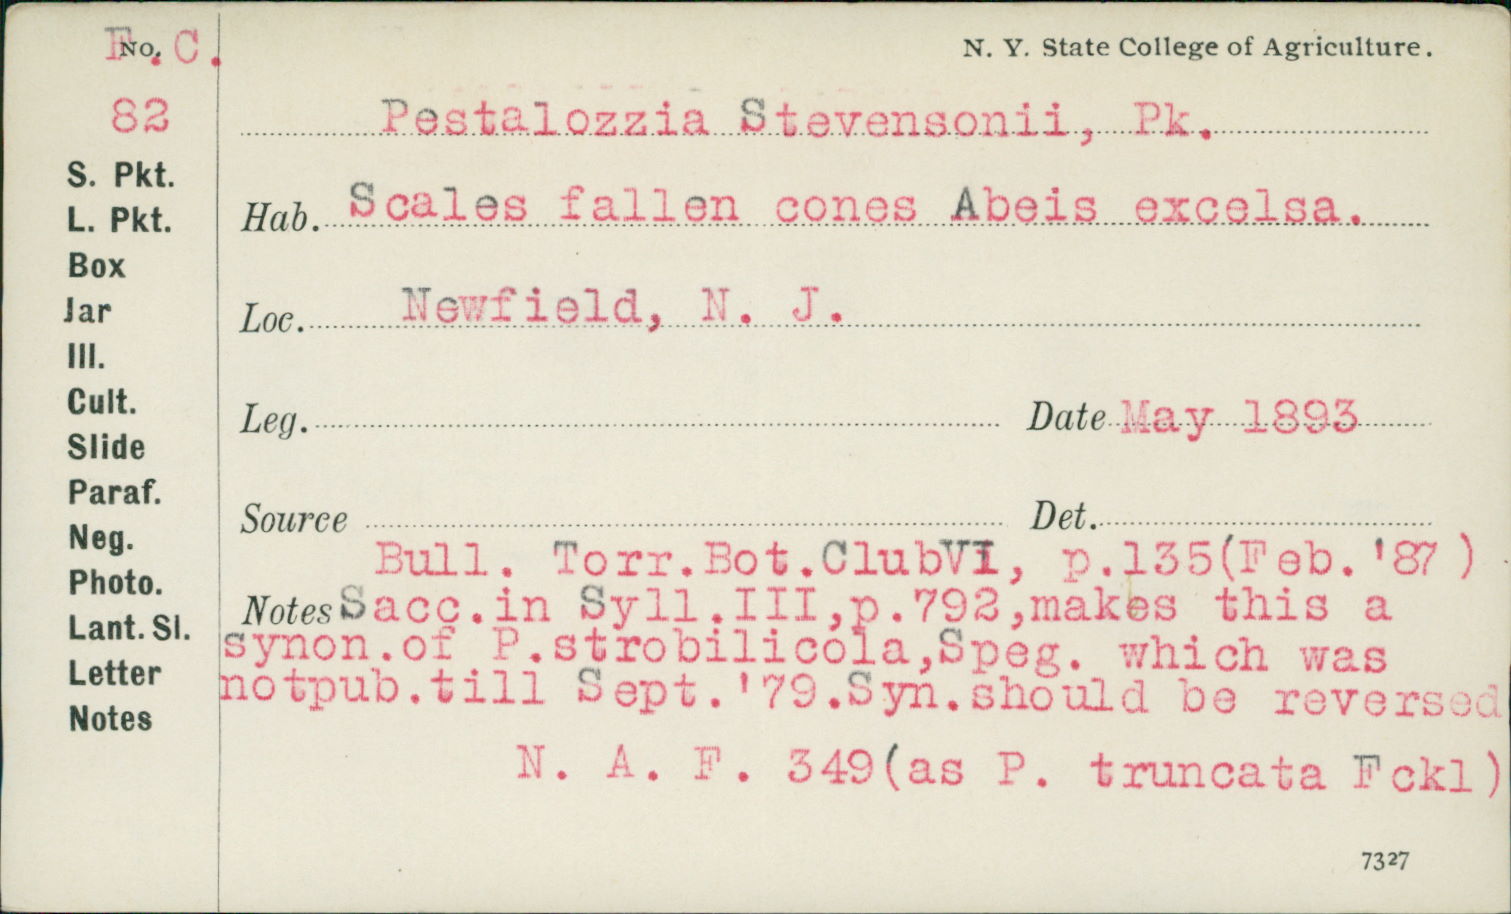 No. F. C.
N. Y. State College of Agriculture.
82
Pestalozzia Stevensonii, Pk.
S. Pkt.
Hab. Scales fallen cones Abeis excelsa.
L. Pkt.
Box
Jar
Loc. Newfield, N. J.
Ill.
Cult.
Leg. Date May 1893
Slide
Paraf.
Source Det.
Neg.
Bull. Torr.Bot.ClubVI, p.135(Feb.'87 )
Photo.
Notes Sacc.in Syll.III,p.792,makes this a
Lant. Sl.
synon.of P.strobilicola,Speg. which was
Letter
notpub.till Sept.'79.Syn.should be reversed
Notes
N. A. F. 349(as P. truncata Fckl)
7327